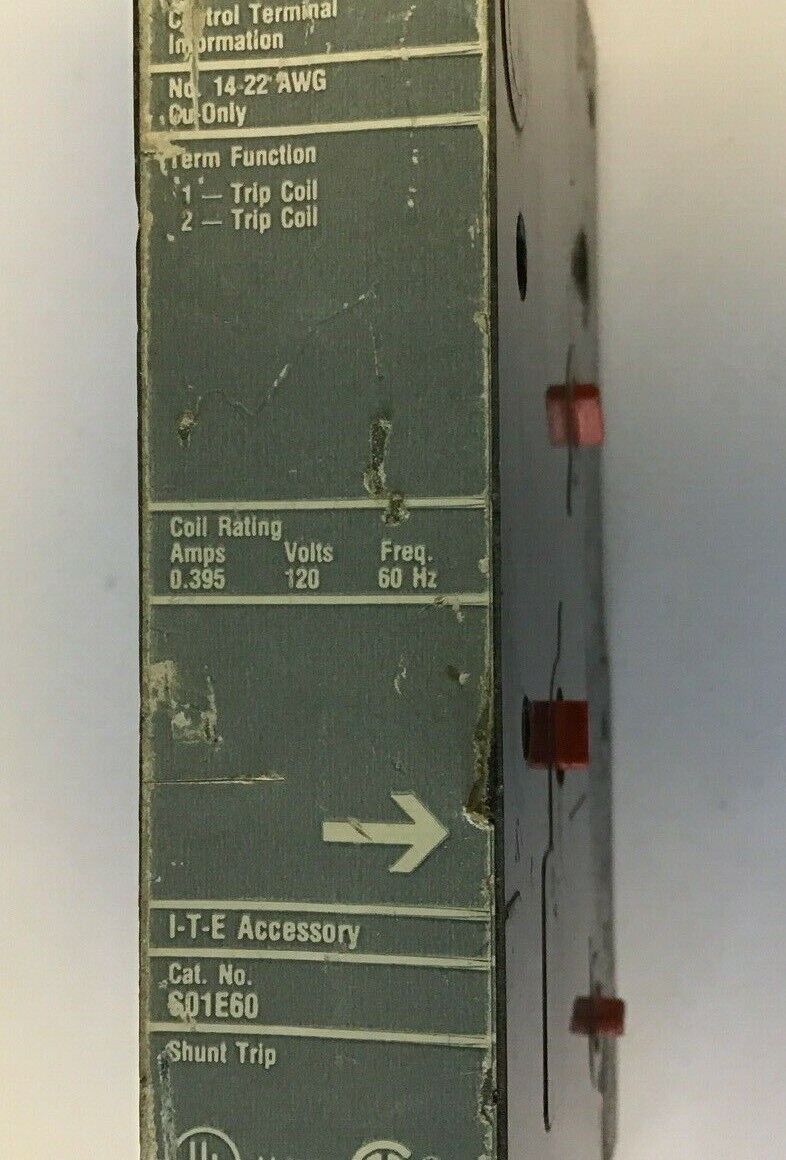 Control Terminal
Information
No. 14-22 AWG
Cu Only
Term Function
1 — Trip Coil
2 — Trip Coil
Coil Rating
Amps Volts Freq.
0.395 120 60 Hz
I-T-E Accessory
Cat. No.
S01E60
Shunt Trip